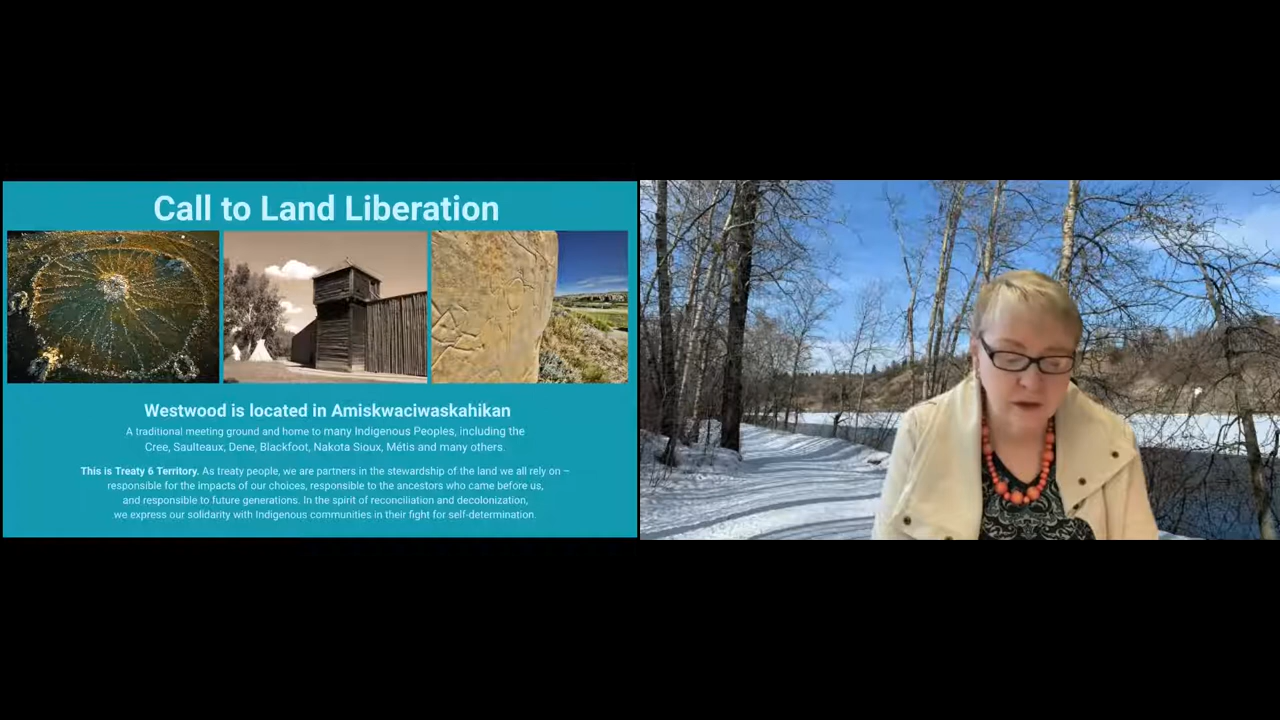 Call to Land Liberation
Westwood is located in Amiskwaciwaskahikan
A traditional meeting ground and home to many Indigenous Peoples, including the
Cree, Saulteaux, Dene, Blackfoot, Nakota Sioux, Métis and many others.
This is Treaty 6 Territory. As treaty people, we are partners in the stewardship of the land we all rely on –
responsible for the impacts of our choices, responsible to the ancestors who came before us,
and responsible to future generations. In the spirit of reconciliation and decolonization,
we express our solidarity with Indigenous communities in their fight for self-determination.